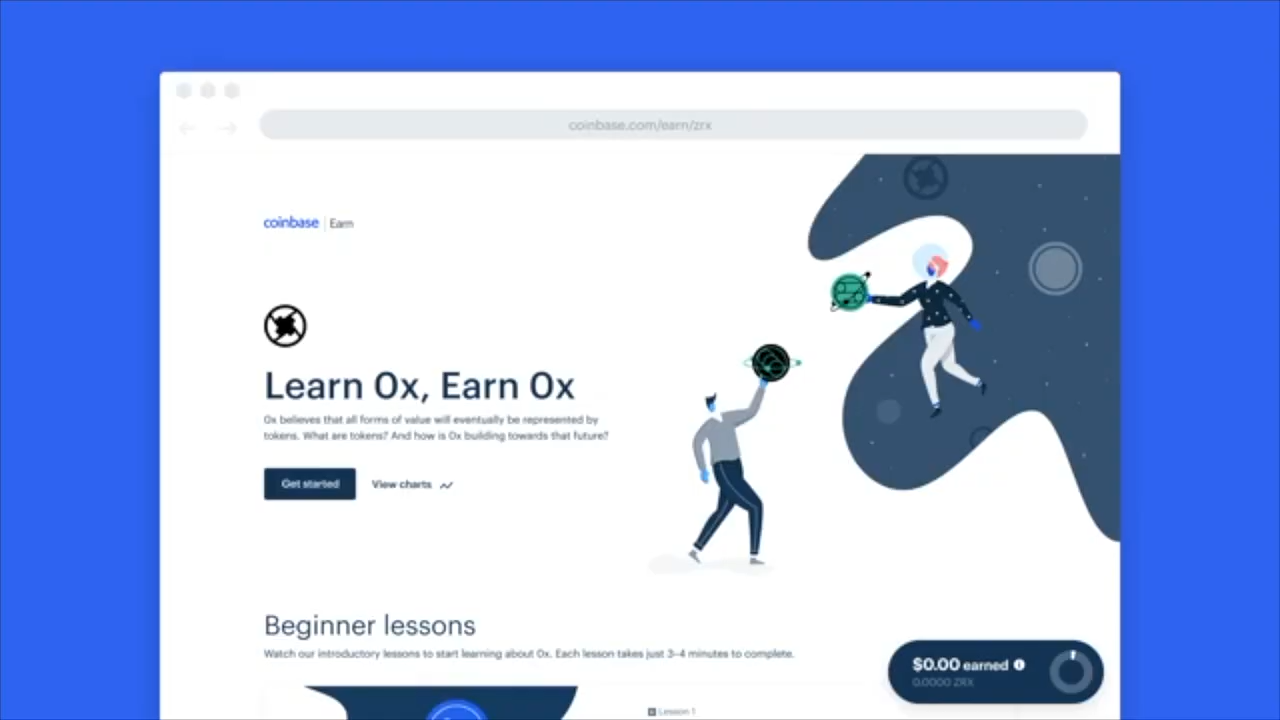 coinbase.com/earn/zrx
coinbase | Earn
Learn 0x, Earn 0x
0x believes that all forms of value will eventually be represented by
tokens. What are tokens? And how is 0x building towards that future?
Get started
View charts
Beginner lessons
Watch our introductory lessons to start learning about 0x. Each lesson takes just 3–4 minutes to complete.
$0.00 earned
0.0000 ZRX
Lesson 1